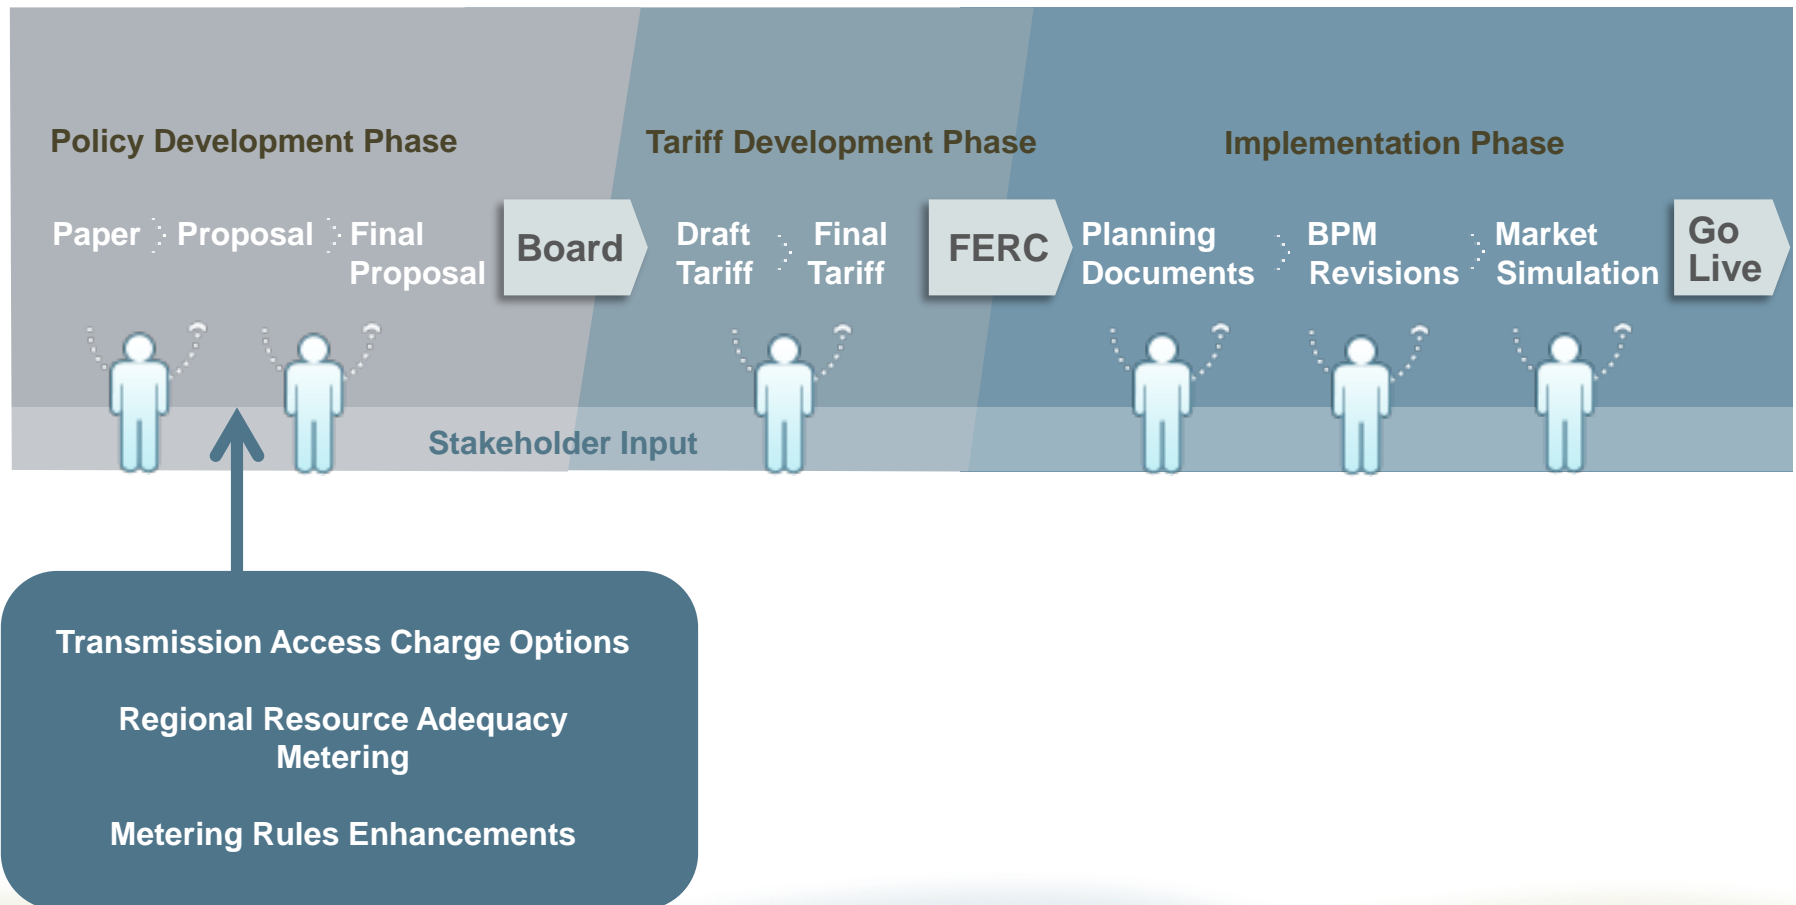 Policy Development Phase
Tariff Development Phase
Implementation Phase
Paper
Proposal
Final
Proposal
Board
Draft
Tariff
Final
Tariff
FERC
Planning
Documents
BPM
Revisions
Market
Simulation
Go
Live
Stakeholder Input
Transmission Access Charge Options
Regional Resource Adequacy
Metering
Metering Rules Enhancements